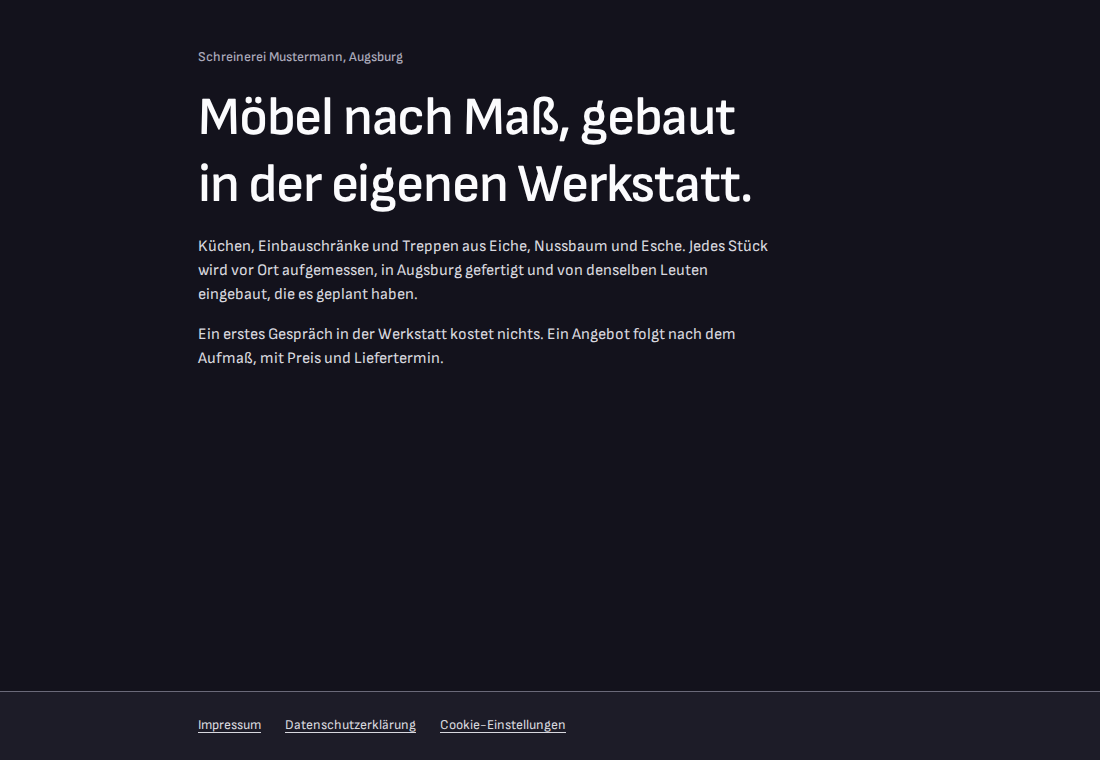 Schreinerei Mustermann, Augsburg
Möbel nach Maß, gebaut
in der eigenen Werkstatt.
Küchen, Einbauschränke und Treppen aus Eiche, Nussbaum und Esche. Jedes Stück
wird vor Ort aufgemessen, in Augsburg gefertigt und von denselben Leuten
eingebaut, die es geplant haben.
Ein erstes Gespräch in der Werkstatt kostet nichts. Ein Angebot folgt nach dem
Aufmaß, mit Preis und Liefertermin.
Impressum Datenschutzerklärung Cookie-Einstellungen